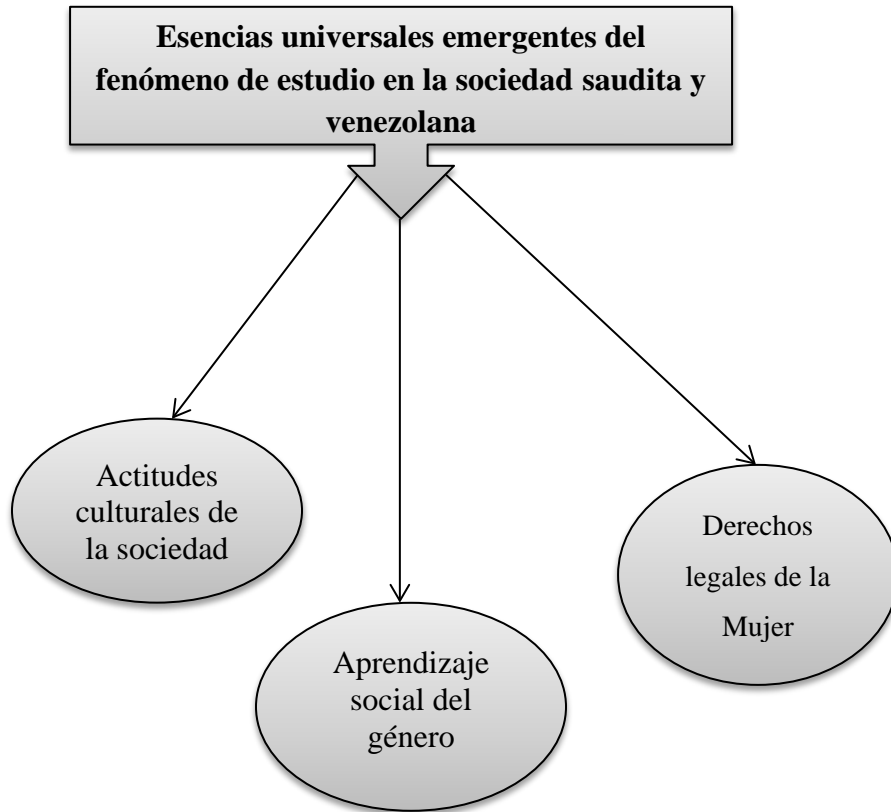 Esencias universales emergentes del
fenómeno de estudio en la sociedad saudita y
venezolana
Actitudes
culturales de
la sociedad
Aprendizaje
social del
género
Derechos
legales de la
Mujer